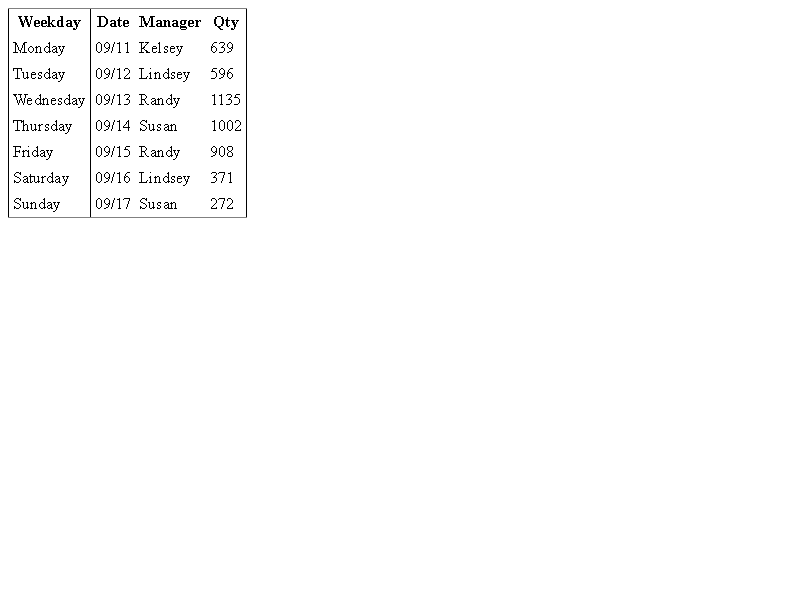 Weekday Date Manager Qty
Monday 09/11 Kelsey 639
Tuesday 09/12 Lindsey 596
Wednesday 09/13 Randy 1135
Thursday 09/14 Susan 1002
Friday 09/15 Randy 908
Saturday 09/16 Lindsey 371
Sunday 09/17 Susan 272